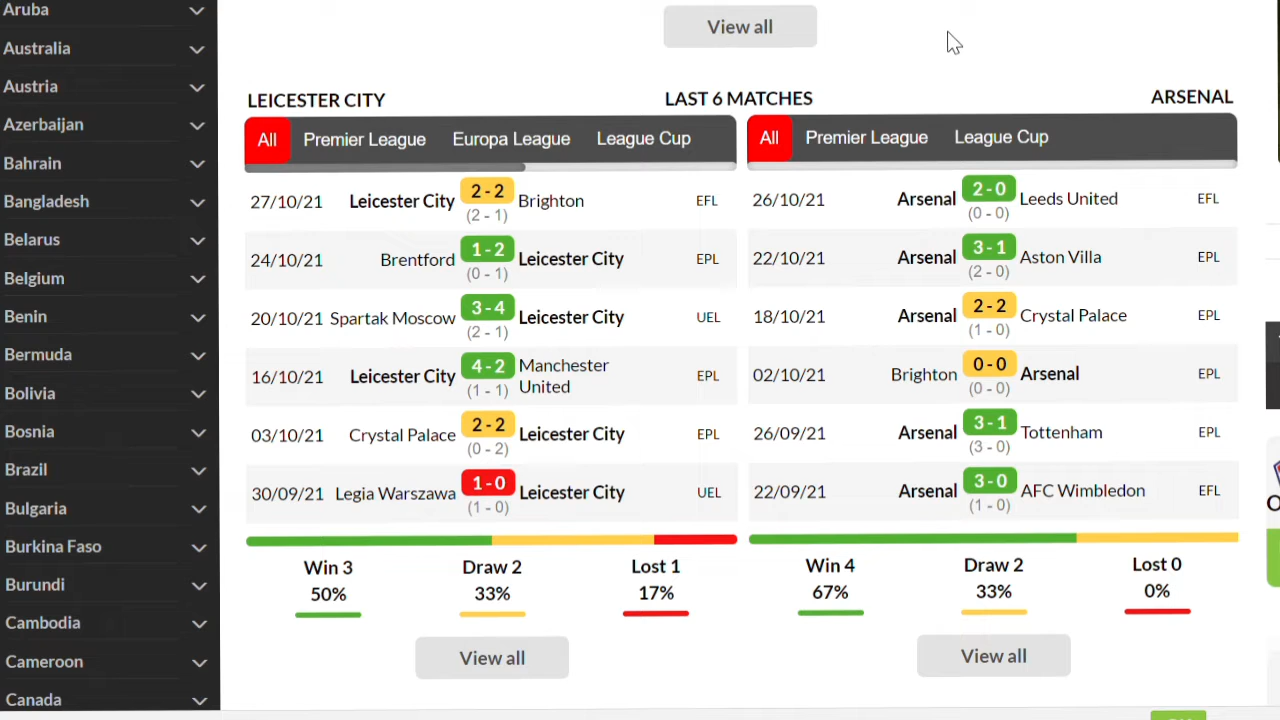 Aruba
Australia
Austria
Azerbaijan
Bahrain
Bangladesh
Belarus
Belgium
Benin
Bermuda
Bolivia
Bosnia
Brazil
Bulgaria
Burkina Faso
Burundi
Cambodia
Cameroon
Canada
View all
LEICESTER CITY LAST 6 MATCHES ARSENAL
All Premier League Europa League League Cup
27/10/21 Leicester City 2 - 2 Brighton EFL
(2 - 1)
24/10/21 Brentford 1 - 2 Leicester City EPL
(0 - 1)
20/10/21 Spartak Moscow 3 - 4 Leicester City UEL
(2 - 1)
16/10/21 Leicester City 4 - 2 Manchester United EPL
(1 - 1)
03/10/21 Crystal Palace 2 - 2 Leicester City EPL
(0 - 2)
30/09/21 Legia Warszawa 1 - 0 Leicester City UEL
(1 - 0)
Win 3 Draw 2 Lost 1
50% 33% 17%
View all
All Premier League League Cup
26/10/21 Arsenal 2 - 0 Leeds United EFL
(0 - 0)
22/10/21 Arsenal 3 - 1 Aston Villa EPL
(2 - 0)
18/10/21 Arsenal 2 - 2 Crystal Palace EPL
(1 - 0)
02/10/21 Brighton 0 - 0 Arsenal EPL
(0 - 0)
26/09/21 Arsenal 3 - 1 Tottenham EPL
(3 - 0)
22/09/21 Arsenal 3 - 0 AFC Wimbledon EFL
(1 - 0)
Win 4 Draw 2 Lost 0
67% 33% 0%
View all